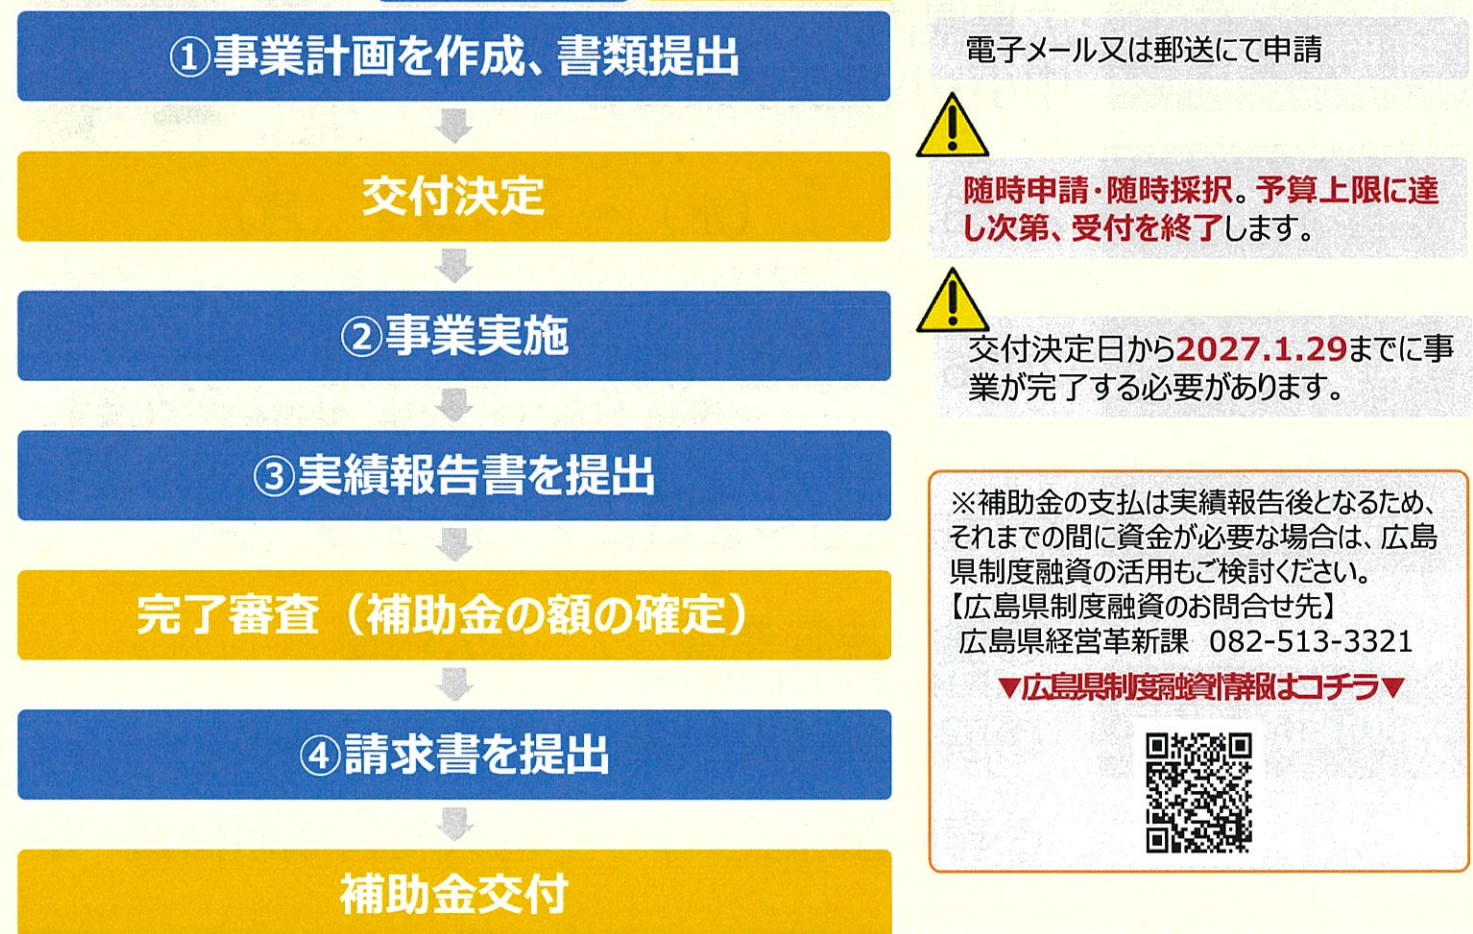 ①事業計画を作成、書類提出
交付決定
②事業実施
③実績報告書を提出
完了審査（補助金の額の確定）
④請求書を提出
補助金交付
電子メール又は郵送にて申請
随時申請・随時採択。予算上限に達
し次第、受付を終了します。
交付決定日から2027.1.29までに事
業が完了する必要があります。
※補助金の支払は実績報告後となるため、
それまでの間に資金が必要な場合は、広島
県制度融資の活用もご検討ください。
【広島県制度融資のお問合せ先】
広島県経営革新課 082-513-3321
▼広島県制度融資情報はコチラ▼